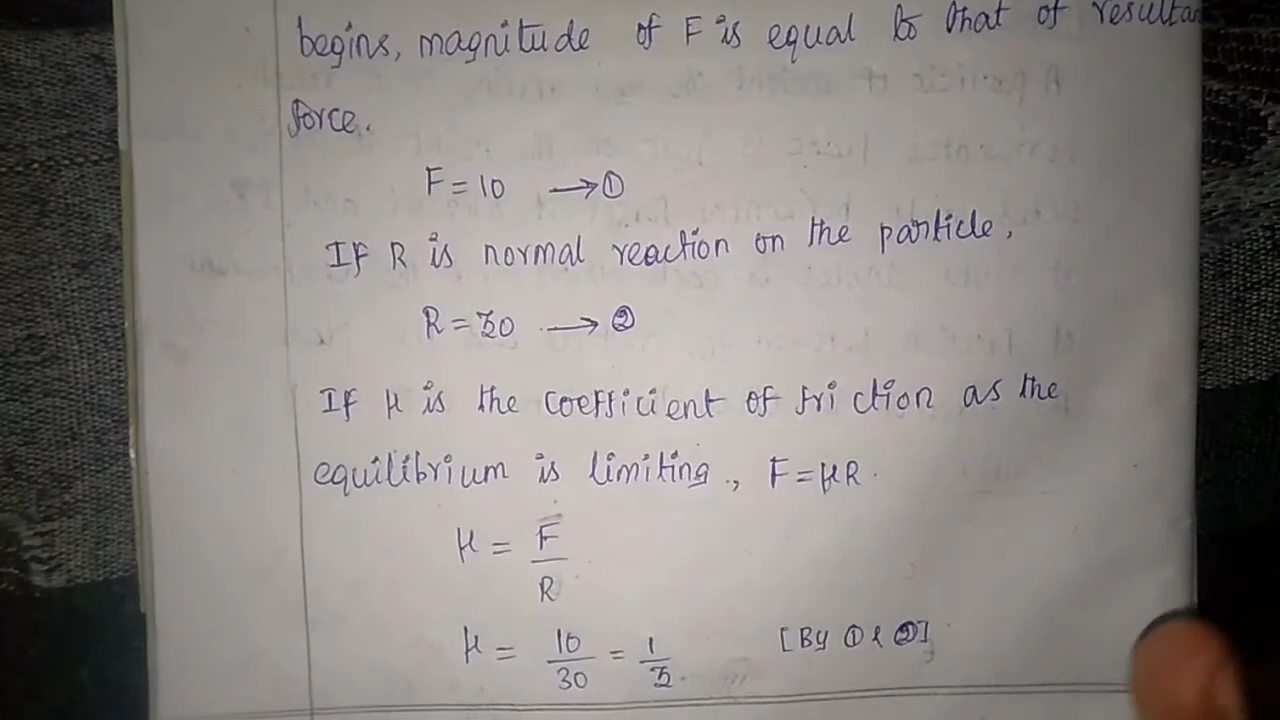 begins, magnitude of F is equal to that of resultan
force.
F = 10 → ①
If R is normal reaction on the particle,
R = 30 → ②
If μ is the coefficient of friction as the
equilibrium is limiting., F = μR.
μ = F/R
μ = 10/30 = 1/3. [By ① & ②]